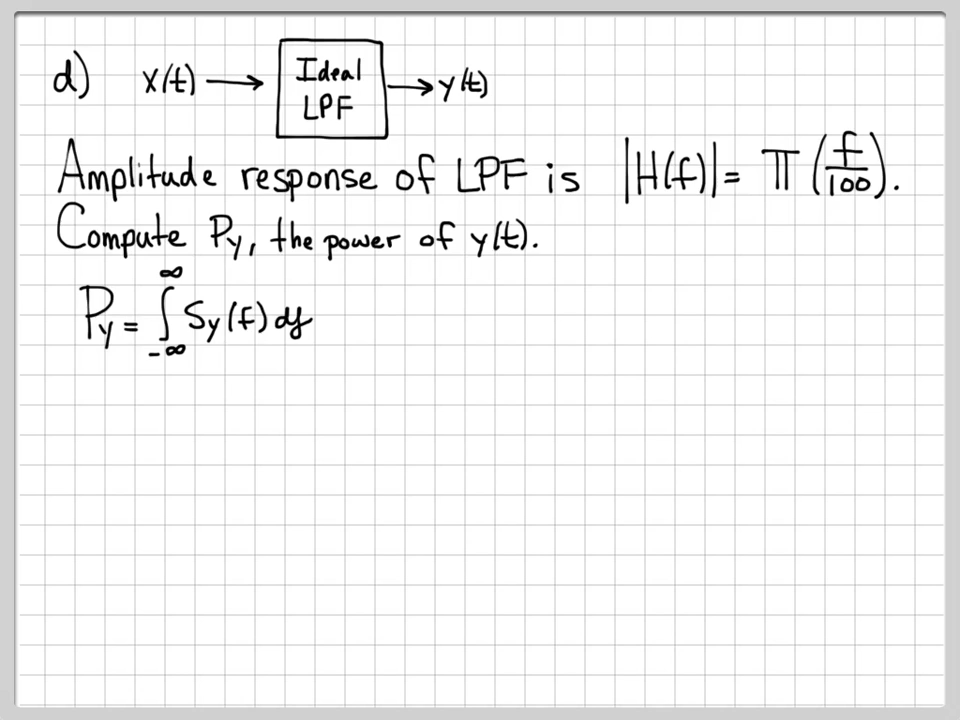 d) X(t) → Ideal LPF → y(t)
Amplitude response of LPF is |H(f)| = Π(f/100).
Compute Py, the power of y(t).
Py = ∫_{-∞}^{∞} Sy(f) df